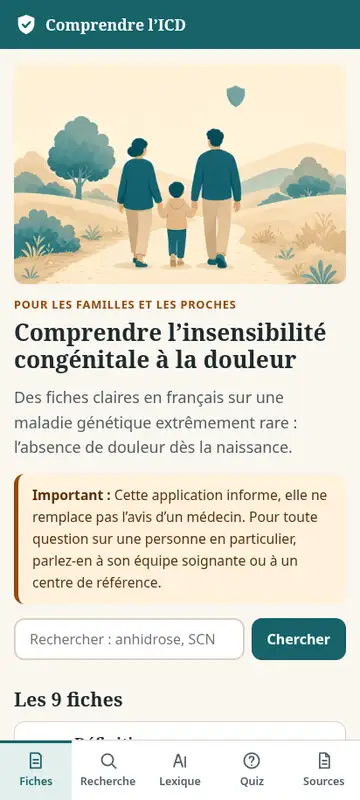 Comprendre l’ICD
POUR LES FAMILLES ET LES PROCHES
Comprendre l’insensibilité
congénitale à la douleur
Des fiches claires en français sur une
maladie génétique extrêmement rare :
l’absence de douleur dès la naissance.
Important : Cette application informe, elle ne
remplace pas l’avis d’un médecin. Pour toute
question sur une personne en particulier,
parlez-en à son équipe soignante ou à un
centre de référence.
Rechercher : anhidrose, SCN
Chercher
Les 9 fiches
Fiches
Recherche
Lexique
Quiz
Sources